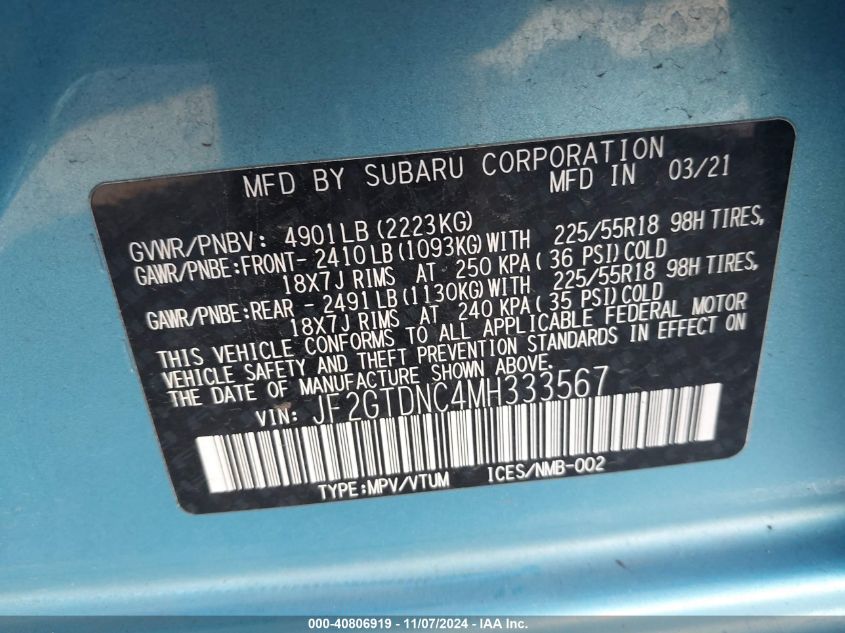 MFD BY SUBARU CORPORATION
MFD IN 03/21
GVWR/PNBV: 4901LB(2223KG)
GAWR/PNBE:FRONT- 2410LB(1093KG)WITH 225/55R18 98H TIRES,
18X7J RIMS AT 250 KPA( 36 PSI)COLD
GAWR/PNBE:REAR - 2491LB(1130KG)WITH 225/55R18 98H TIRES,
18X7J RIMS AT 240 KPA(35 PSI)COLD
THIS VEHICLE CONFORMS TO ALL APPLICABLE FEDERAL MOTOR
VEHICLE SAFETY AND THEFT PREVENTION STANDARDS IN EFFECT ON
THE DATE OF MANUFACTURE SHOWN ABOVE.
VIN: JF2GTDNC4MH333567
TYPE:MPV/VTUM ICES/NMB-002
000-40806919 - 11/07/2024 - IAA Inc.